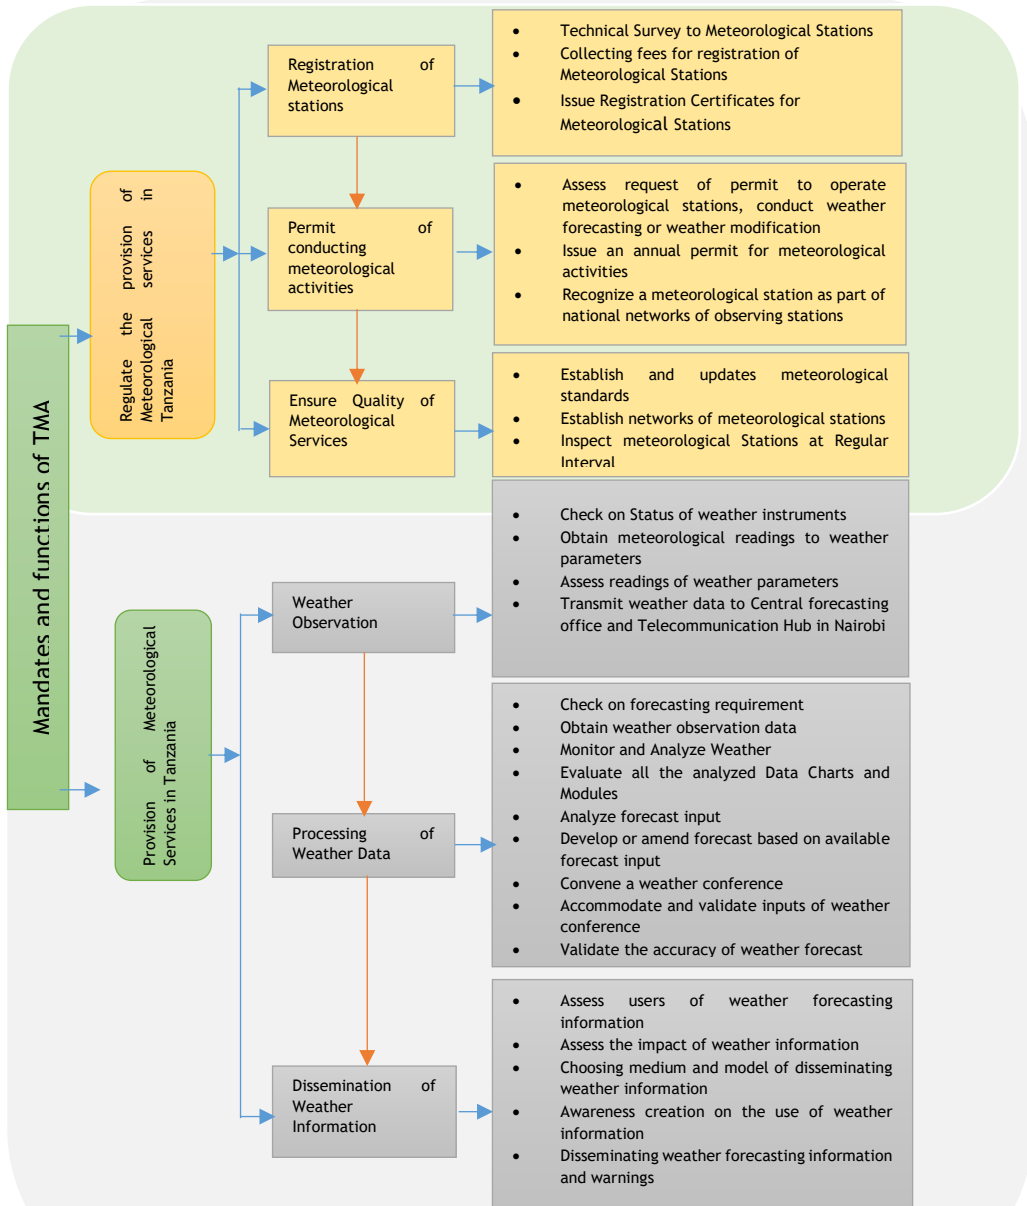 Mandates and functions of TMA
Regulate the provision of
Meteorological services in
Tanzania
Registration of
Meteorological
stations
• Technical Survey to Meteorological Stations
• Collecting fees for registration of
Meteorological Stations
• Issue Registration Certificates for
Meteorological Stations
Permit of
conducting
meteorological
activities
• Assess request of permit to operate
meteorological stations, conduct weather
forecasting or weather modification
• Issue an annual permit for meteorological
activities
• Recognize a meteorological station as part of
national networks of observing stations
Ensure Quality of
Meteorological
Services
• Establish and updates meteorological
standards
• Establish networks of meteorological stations
• Inspect meteorological Stations at Regular
Interval
Provision of Meteorological
Services in Tanzania
Weather
Observation
• Check on Status of weather instruments
• Obtain meteorological readings to weather
parameters
• Assess readings of weather parameters
• Transmit weather data to Central forecasting
office and Telecommunication Hub in Nairobi
Processing of
Weather Data
• Check on forecasting requirement
• Obtain weather observation data
• Monitor and Analyze Weather
• Evaluate all the analyzed Data Charts and
Modules
• Analyze forecast input
• Develop or amend forecast based on available
forecast input
• Convene a weather conference
• Accommodate and validate inputs of weather
conference
• Validate the accuracy of weather forecast
Dissemination of
Weather
Information
• Assess users of weather forecasting
information
• Assess the impact of weather information
• Choosing medium and model of disseminating
weather information
• Awareness creation on the use of weather
information
• Disseminating weather forecasting information
and warnings